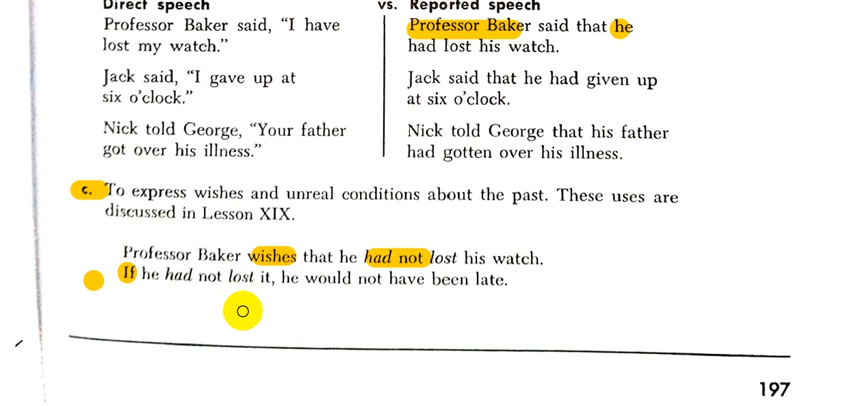 Direct speech vs. Reported speech
Professor Baker said, “I have
lost my watch.”
Professor Baker said that he
had lost his watch.
Jack said, “I gave up at
six o’clock.”
Jack said that he had given up
at six o’clock.
Nick told George, “Your father
got over his illness.”
Nick told George that his father
had gotten over his illness.
c. To express wishes and unreal conditions about the past. These uses are
discussed in Lesson XIX.
Professor Baker wishes that he had not lost his watch.
If he had not lost it, he would not have been late.
197